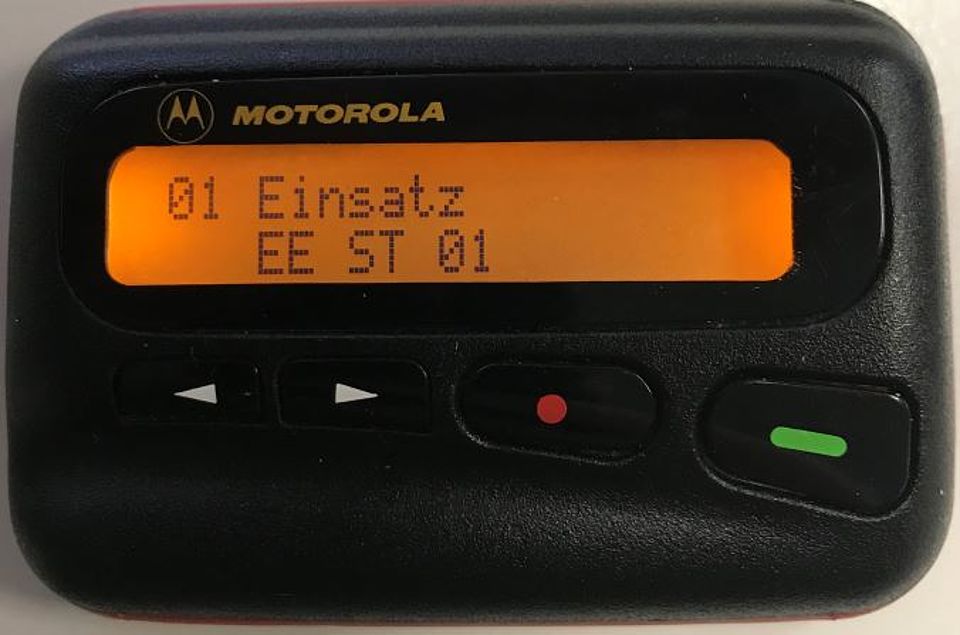 MOTOROLA
01 Einsatz
EE ST 01